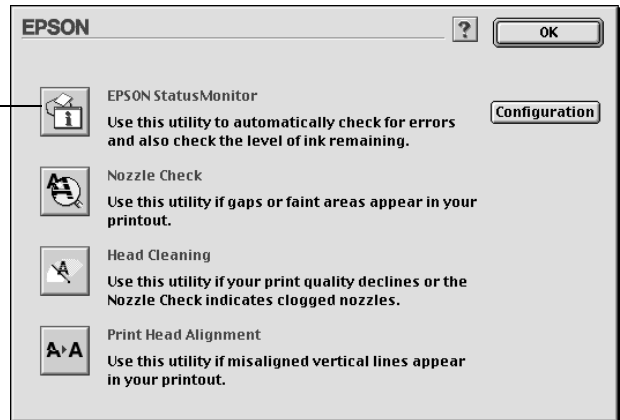 EPSON
?
OK
EPSON StatusMonitor
Use this utility to automatically check for errors
and also check the level of ink remaining.
Configuration
Nozzle Check
Use this utility if gaps or faint areas appear in your
printout.
Head Cleaning
Use this utility if your print quality declines or the
Nozzle Check indicates clogged nozzles.
Print Head Alignment
Use this utility if misaligned vertical lines appear
in your printout.